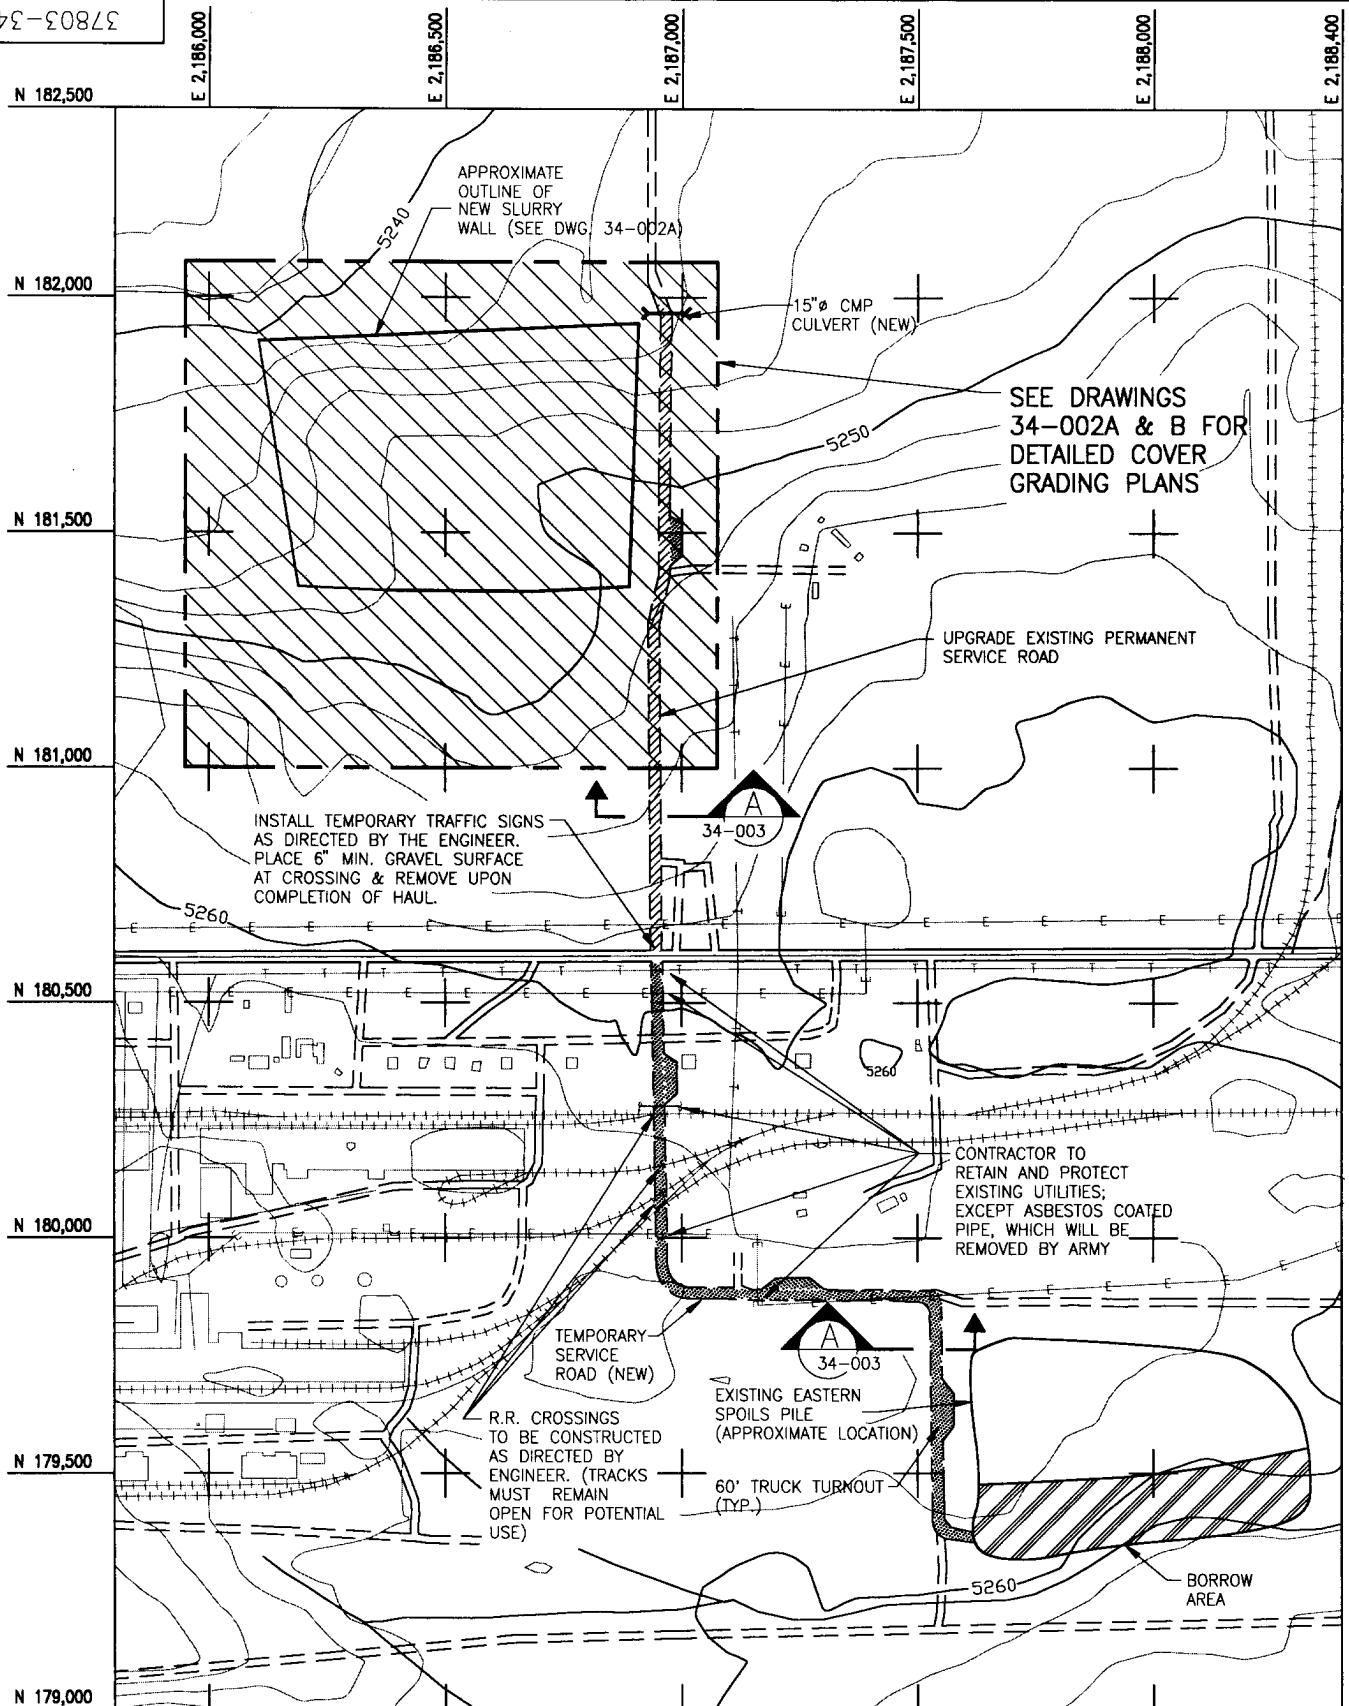 37803-34
E 2,186,000
E 2,186,500
E 2,187,000
E 2,187,500
E 2,188,000
E 2,188,400
N 182,500
APPROXIMATE
OUTLINE OF
NEW SLURRY
WALL (SEE DWG. 34-002A)
5240
N 182,000
15"ø CMP
CULVERT (NEW)
SEE DRAWINGS
34-002A & B FOR
DETAILED COVER
GRADING PLANS
5250
N 181,500
UPGRADE EXISTING PERMANENT
SERVICE ROAD
N 181,000
A
34-003
INSTALL TEMPORARY TRAFFIC SIGNS
AS DIRECTED BY THE ENGINEER.
PLACE 6" MIN. GRAVEL SURFACE
AT CROSSING & REMOVE UPON
COMPLETION OF HAUL.
5260
N 180,500
5260
CONTRACTOR TO
RETAIN AND PROTECT
EXISTING UTILITIES;
EXCEPT ASBESTOS COATED
PIPE, WHICH WILL BE
REMOVED BY ARMY
N 180,000
TEMPORARY
SERVICE
ROAD (NEW)
A
34-003
EXISTING EASTERN
SPOILS PILE
(APPROXIMATE LOCATION)
R.R. CROSSINGS
TO BE CONSTRUCTED
AS DIRECTED BY
ENGINEER. (TRACKS
MUST REMAIN
OPEN FOR POTENTIAL
USE)
N 179,500
60' TRUCK TURNOUT
(TYP.)
5260
BORROW
AREA
N 179,000